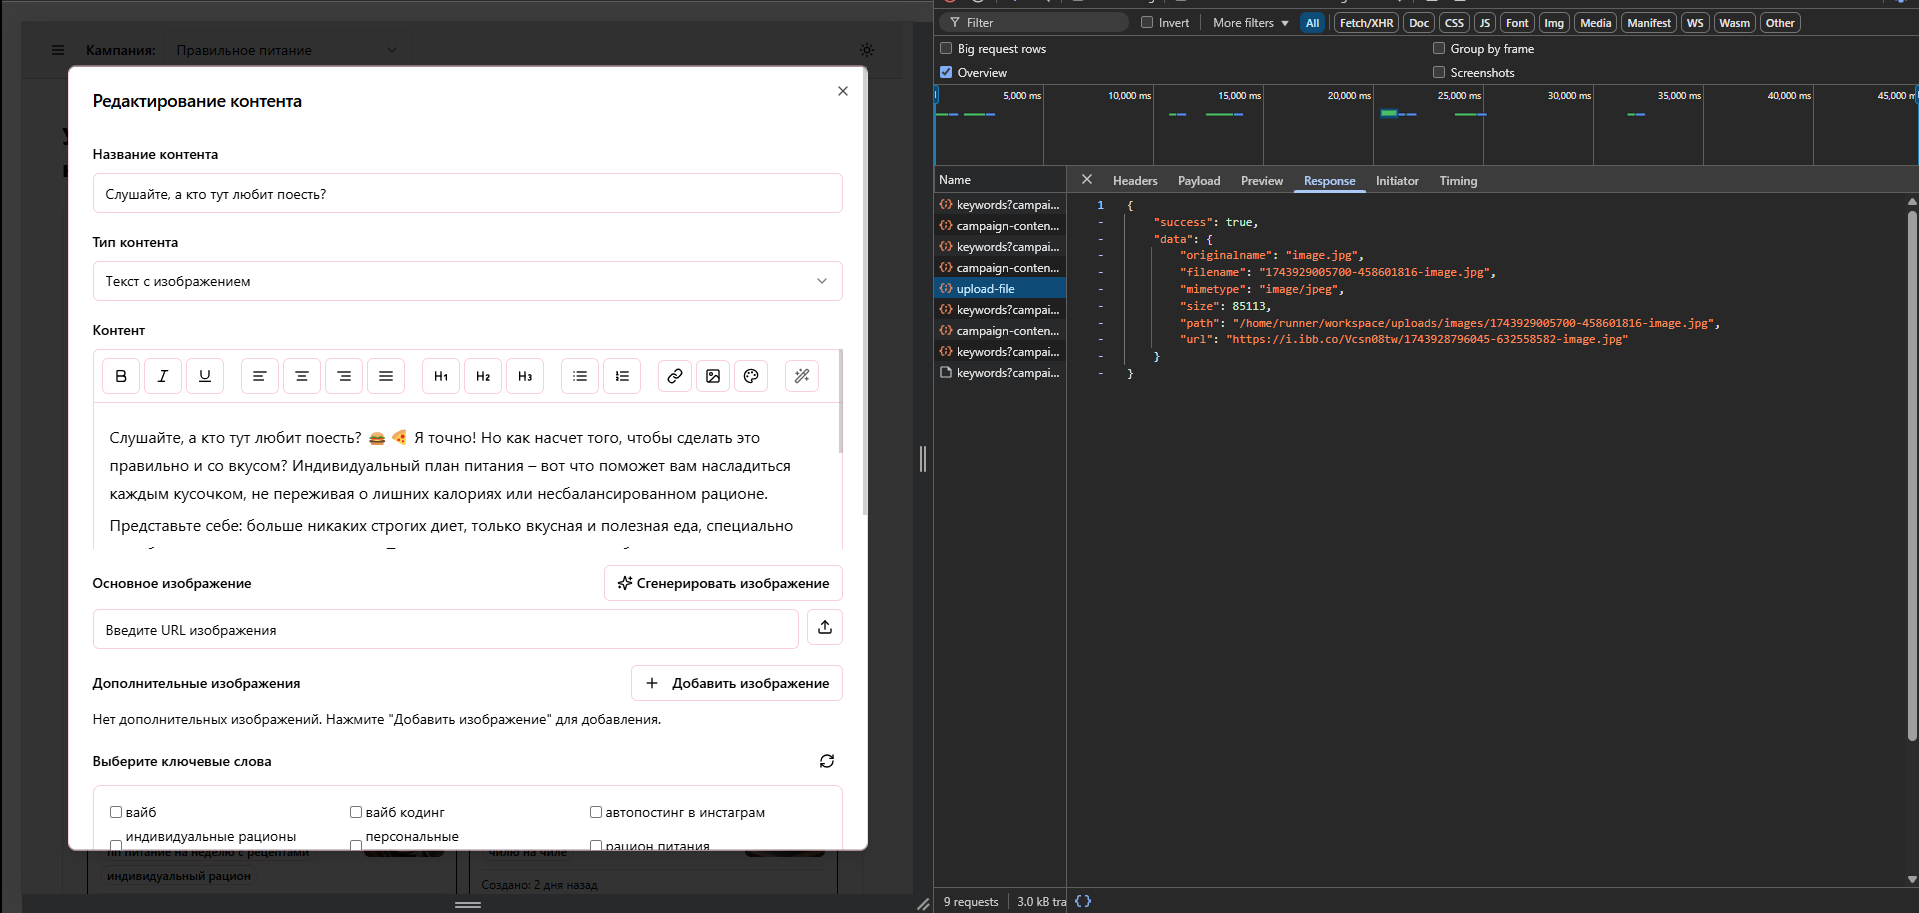 Кампания: Правильное питание
Редактирование контента
Название контента
Слушайте, а кто тут любит поесть?
Тип контента
Текст с изображением
Контент
B I U H1 H2 H3
Слушайте, а кто тут любит поесть? 🍔 🍕 Я точно! Но как насчет того, чтобы сделать это
правильно и со вкусом? Индивидуальный план питания – вот что поможет вам насладиться
каждым кусочком, не переживая о лишних калориях или несбалансированном рационе.
Представьте себе: больше никаких строгих диет, только вкусная и полезная еда, специально
Основное изображение
Сгенерировать изображение
Введите URL изображения
Дополнительные изображения
+ Добавить изображение
Нет дополнительных изображений. Нажмите "Добавить изображение" для добавления.
Выберите ключевые слова
вайб
вайб кодинг
автопостинг в инстаграм
индивидуальные рационы
персональные
рацион питания
пп питание на неделю с рецептами
чилю на чиле
индивидуальный рацион
Создано: 2 дня назад
Filter
Invert
More filters
All
Fetch/XHR
Doc
CSS
JS
Font
Img
Media
Manifest
WS
Wasm
Other
Big request rows
Group by frame
Overview
Screenshots
5,000 ms
10,000 ms
15,000 ms
20,000 ms
25,000 ms
30,000 ms
35,000 ms
40,000 ms
45,000 m
Name
keywords?campai...
campaign-conten...
keywords?campai...
campaign-conten...
upload-file
keywords?campai...
campaign-conten...
keywords?campai...
keywords?campai...
Headers
Payload
Preview
Response
Initiator
Timing
1 {
- "success": true,
- "data": {
- "originalname": "image.jpg",
- "filename": "1743929005700-458601816-image.jpg",
- "mimetype": "image/jpeg",
- "size": 85113,
- "path": "/home/runner/workspace/uploads/images/1743929005700-458601816-image.jpg",
- "url": "https://i.ibb.co/Vcsn08tw/1743928796045-632558582-image.jpg"
- }
- }
9 requests
3.0 kB tra